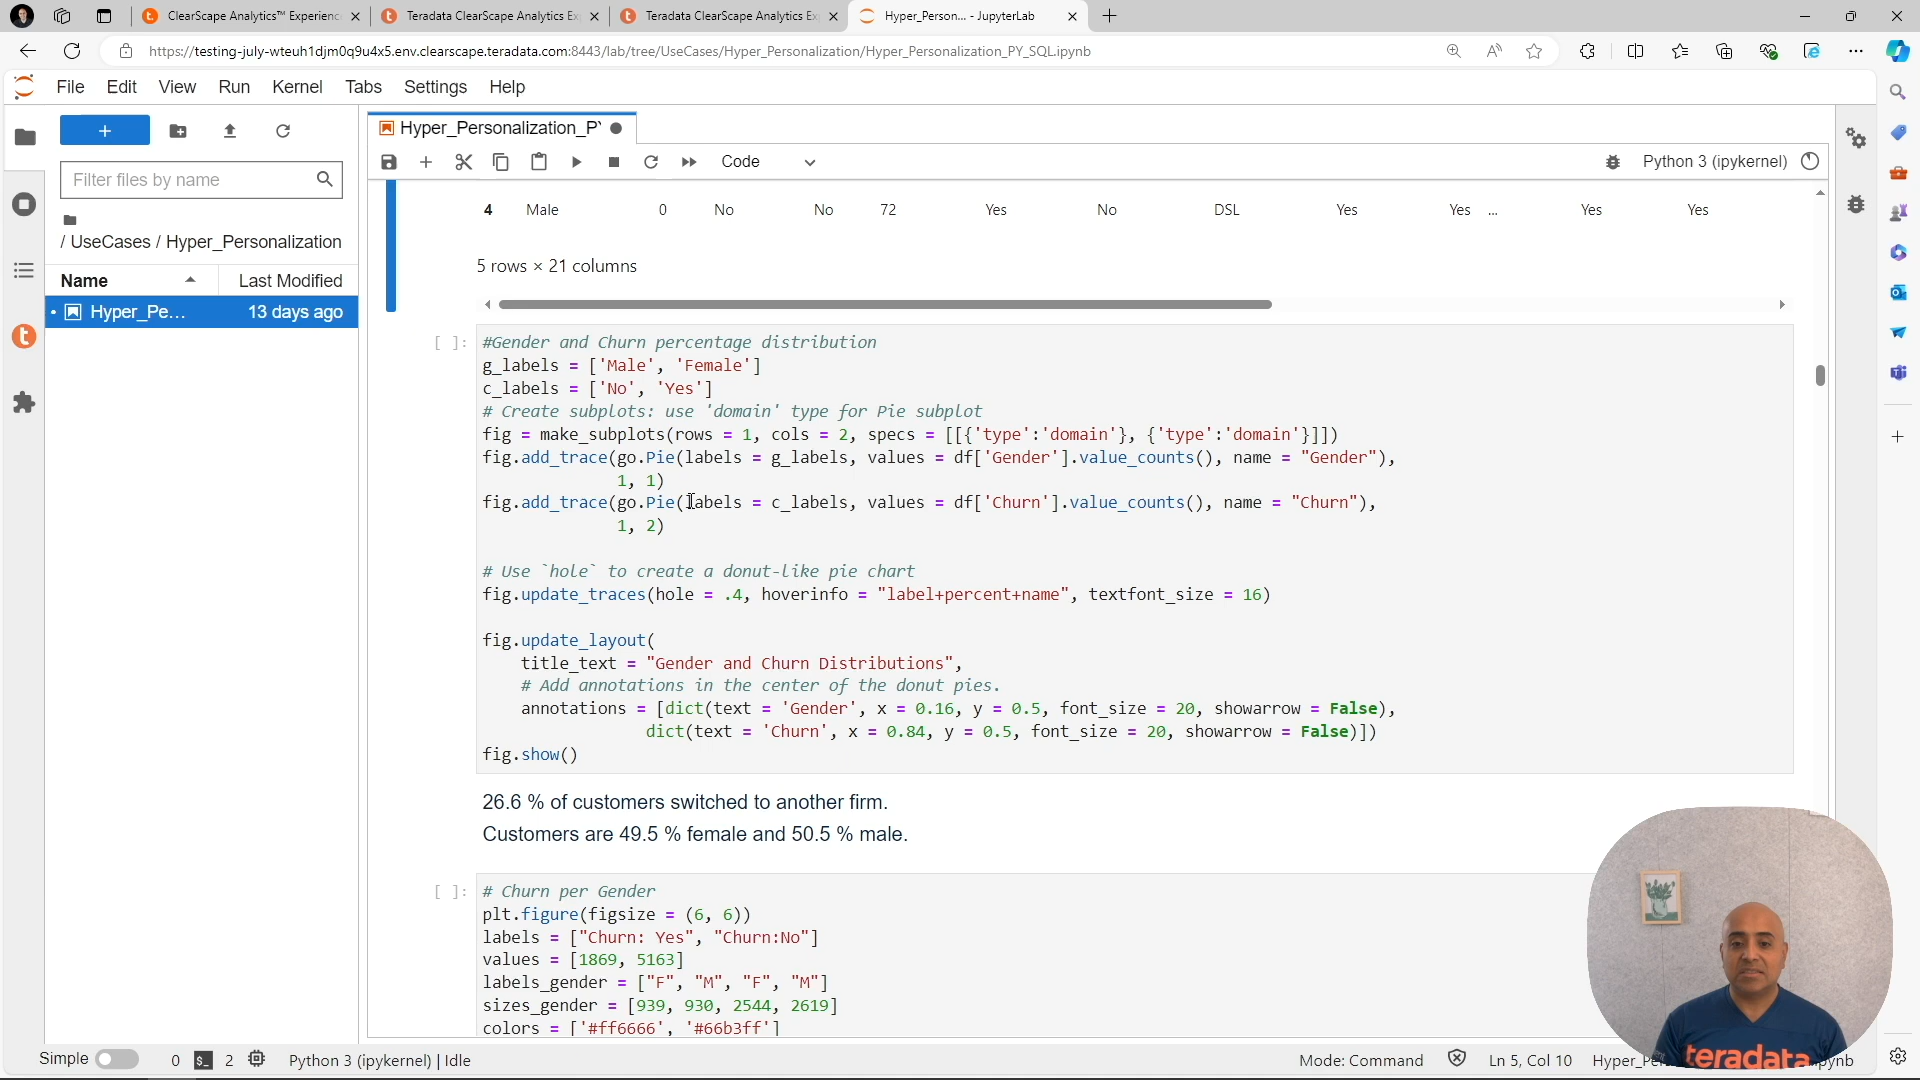 ClearScape Analytics™ Experienc
Teradata ClearScape Analytics Ex
Teradata ClearScape Analytics Ex
Hyper_Person... - JupyterLab
https://testing-july-wteuh1djm0q9u4x5.env.clearscape.teradata.com:8443/lab/tree/UseCases/Hyper_Personalization/Hyper_Personalization_PY_SQL.ipynb
File Edit View Run Kernel Tabs Settings Help
Hyper_Personalization_P
Filter files by name
Code
Python 3 (ipykernel)
/ UseCases / Hyper_Personalization
Name Last Modified
Hyper_Pe... 13 days ago
4 Male 0 No No 72 Yes No DSL Yes Yes ... Yes Yes
5 rows × 21 columns
[ ]:
#Gender and Churn percentage distribution
g_labels = ['Male', 'Female']
c_labels = ['No', 'Yes']
# Create subplots: use 'domain' type for Pie subplot
fig = make_subplots(rows = 1, cols = 2, specs = [[{'type':'domain'}, {'type':'domain'}]])
fig.add_trace(go.Pie(labels = g_labels, values = df['Gender'].value_counts(), name = "Gender"),
1, 1)
fig.add_trace(go.Pie(labels = c_labels, values = df['Churn'].value_counts(), name = "Churn"),
1, 2)
# Use `hole` to create a donut-like pie chart
fig.update_traces(hole = .4, hoverinfo = "label+percent+name", textfont_size = 16)
fig.update_layout(
title_text = "Gender and Churn Distributions",
# Add annotations in the center of the donut pies.
annotations = [dict(text = 'Gender', x = 0.16, y = 0.5, font_size = 20, showarrow = False),
dict(text = 'Churn', x = 0.84, y = 0.5, font_size = 20, showarrow = False)])
fig.show()
26.6 % of customers switched to another firm.
Customers are 49.5 % female and 50.5 % male.
[ ]:
# Churn per Gender
plt.figure(figsize = (6, 6))
labels = ["Churn: Yes", "Churn:No"]
values = [1869, 5163]
labels_gender = ["F", "M", "F", "M"]
sizes_gender = [939, 930, 2544, 2619]
colors = ['#ff6666', '#66b3ff']
teradata.
Simple 0 2 Python 3 (ipykernel) | Idle
Mode: Command Ln 5, Col 10